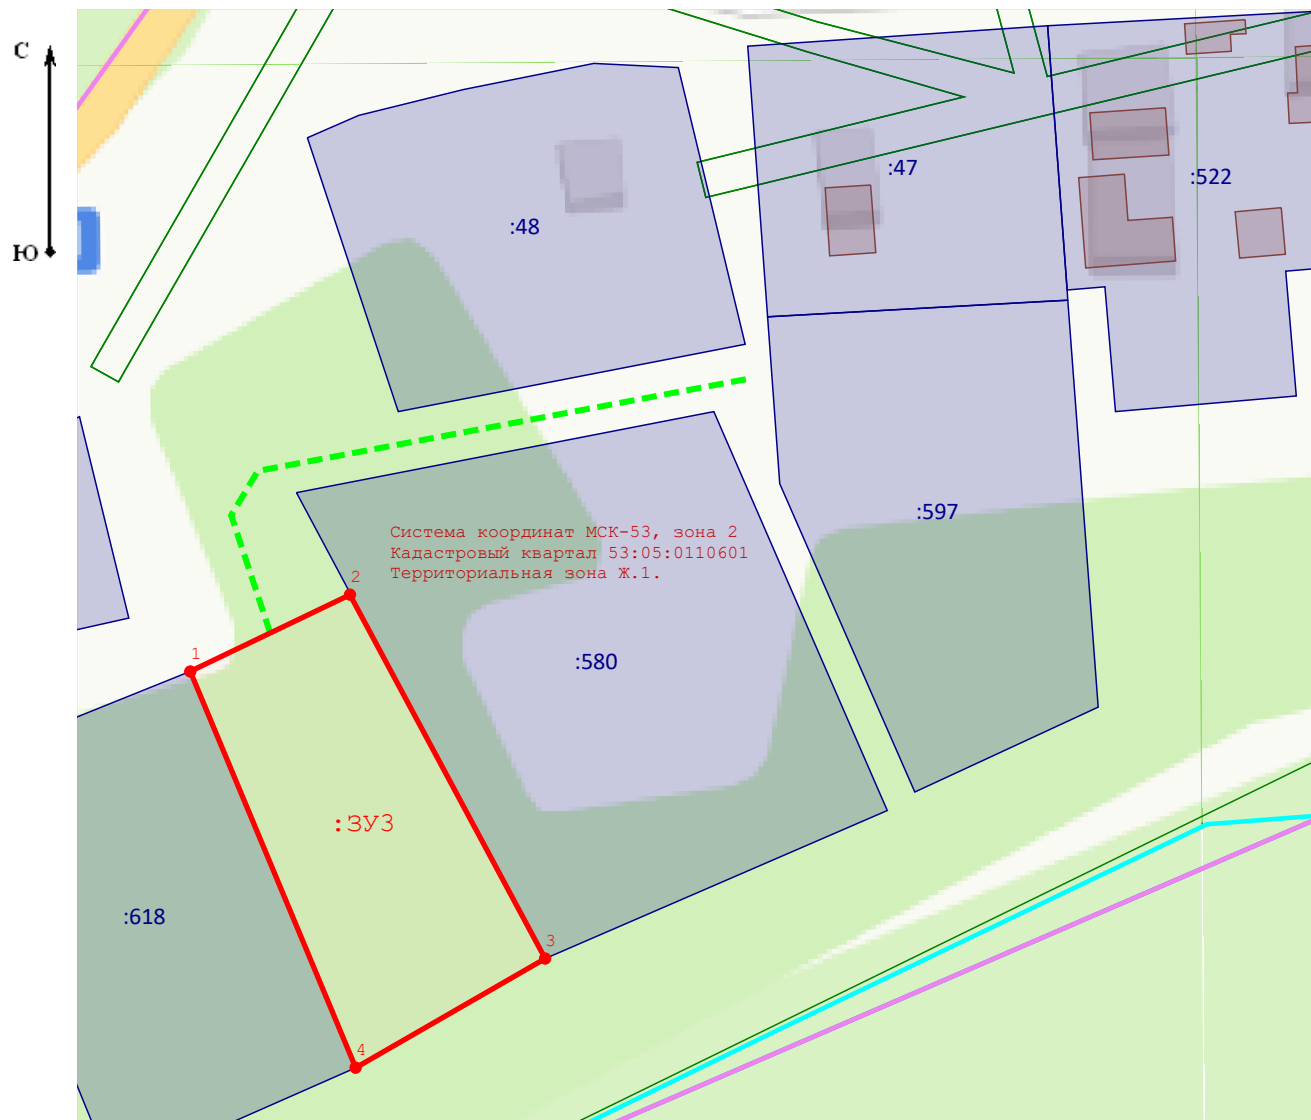 С
Ю
:48
:47
:522
:597
Система координат МСК-53, зона 2
Кадастровый квартал 53:05:0110601
Территориальная зона Ж.1.
2
1
:580
:ЗУ3
:618
3
4